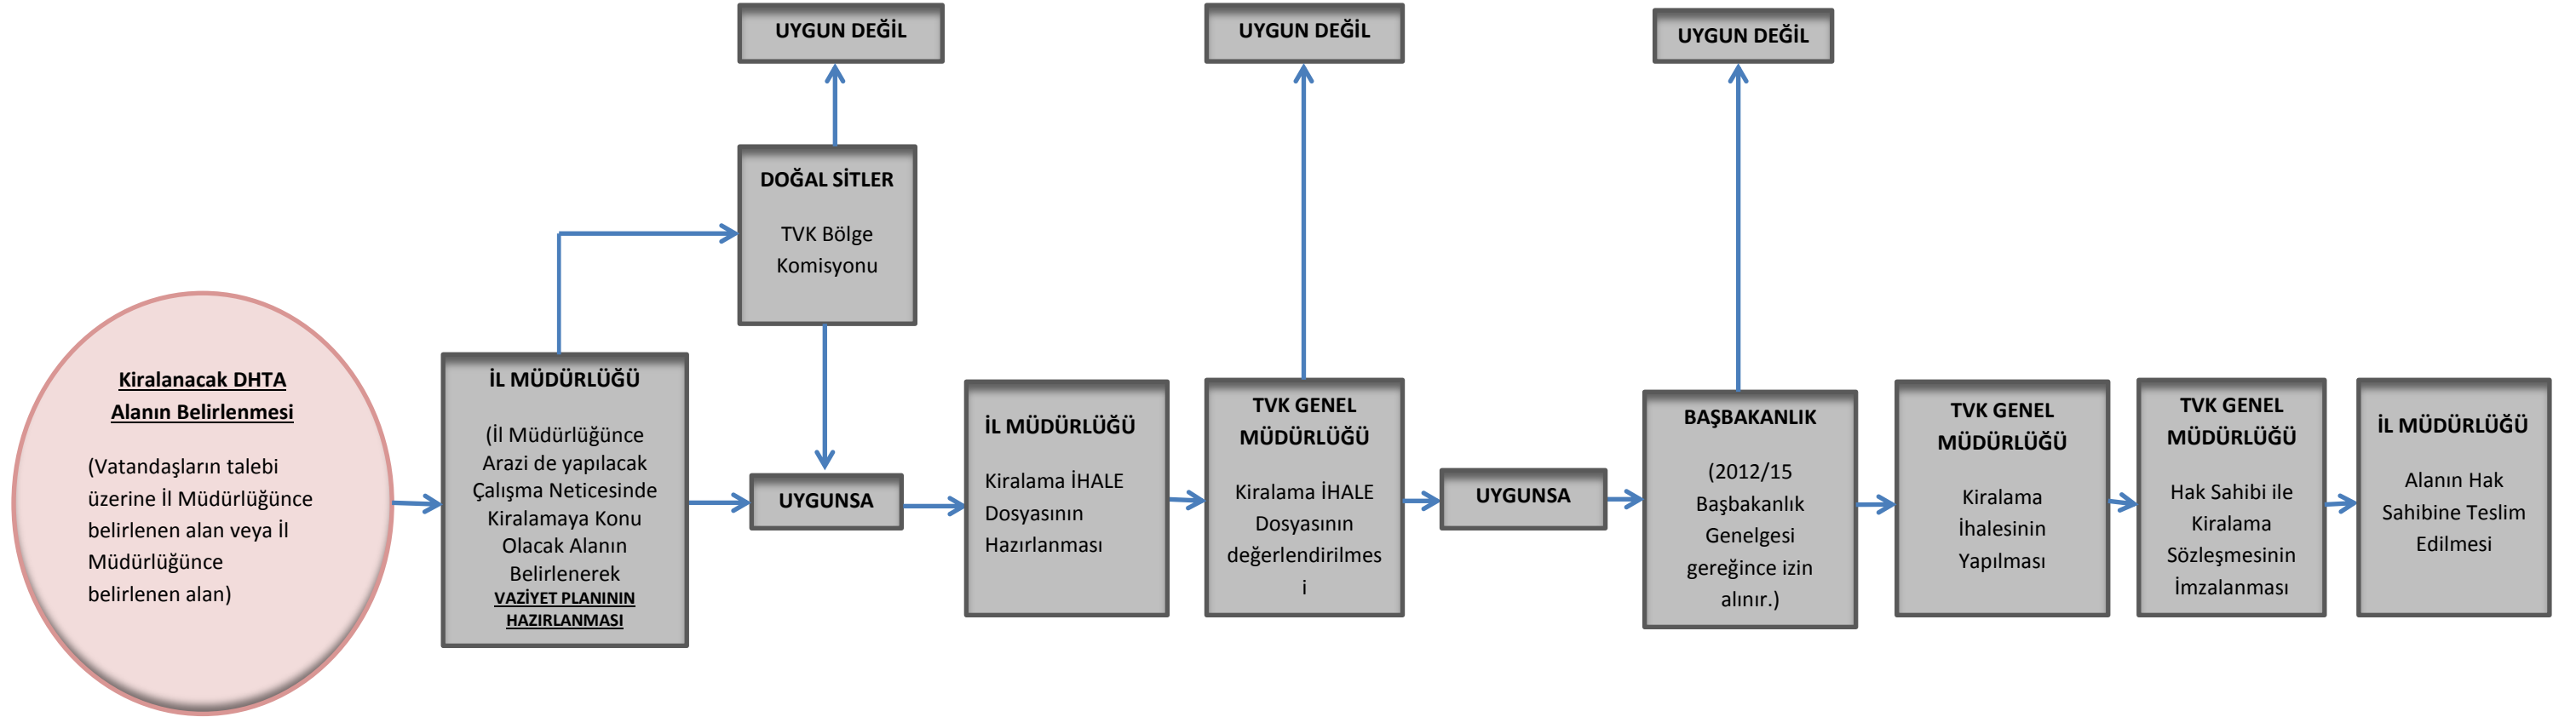 UYGUN DEĞİL
UYGUN DEĞİL
UYGUN DEĞİL
DOĞAL SİTLER
TVK Bölge
Komisyonu
Kiralanacak DHTA
Alanın Belirlenmesi
(Vatandaşların talebi
üzerine İl Müdürlüğünce
belirlenen alan veya İl
Müdürlüğünce
belirlenen alan)
İL MÜDÜRLÜĞÜ
(İl Müdürlüğünce
Arazi de yapılacak
Çalışma Neticesinde
Kiralamaya Konu
Olacak Alanın
Belirlenerek
VAZİYET PLANININ
HAZIRLANMASI
UYGUNSA
İL MÜDÜRLÜĞÜ
Kiralama İHALE
Dosyasının
Hazırlanması
TVK GENEL
MÜDÜRLÜĞÜ
Kiralama İHALE
Dosyasının
değerlendirilmes
i
UYGUNSA
BAŞBAKANLIK
(2012/15
Başbakanlık
Genelgesi
gereğince izin
alınır.)
TVK GENEL
MÜDÜRLÜĞÜ
Kiralama
İhalesinin
Yapılması
TVK GENEL
MÜDÜRLÜĞÜ
Hak Sahibi ile
Kiralama
Sözleşmesinin
İmzalanması
İL MÜDÜRLÜĞÜ
Alanın Hak
Sahibine Teslim
Edilmesi